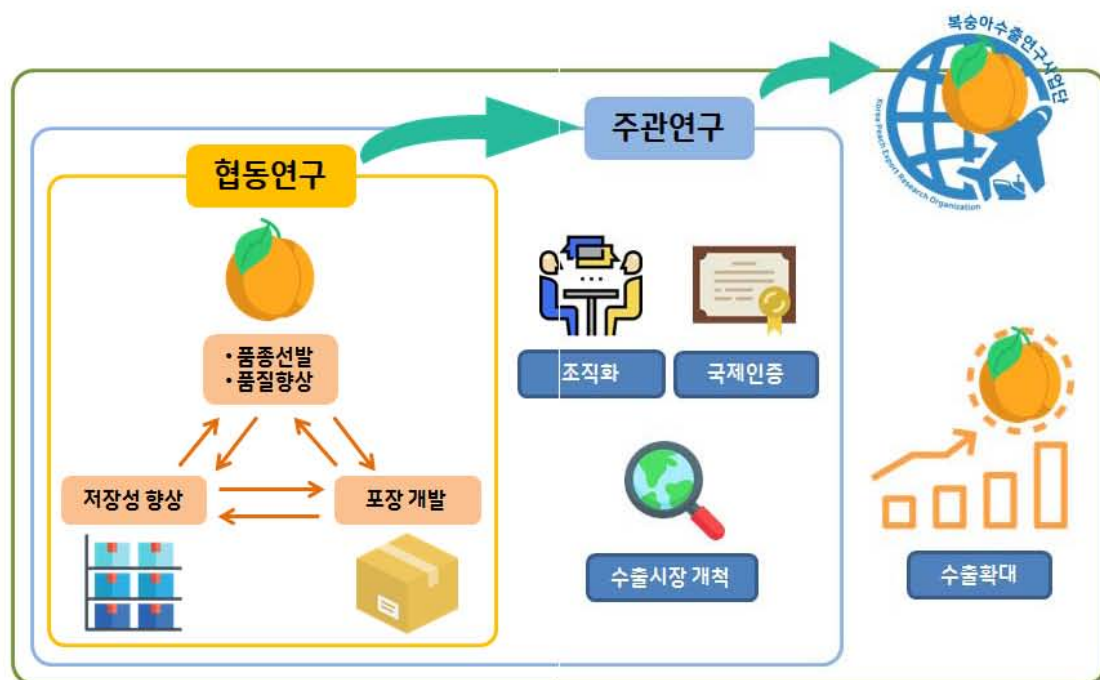 복숭아수출연구사업단
Korea Peach Export Research Organization
주관연구
협동연구
• 품종선발
• 품질향상
저장성 향상
포장 개발
조직화
국제인증
수출시장 개척
수출확대